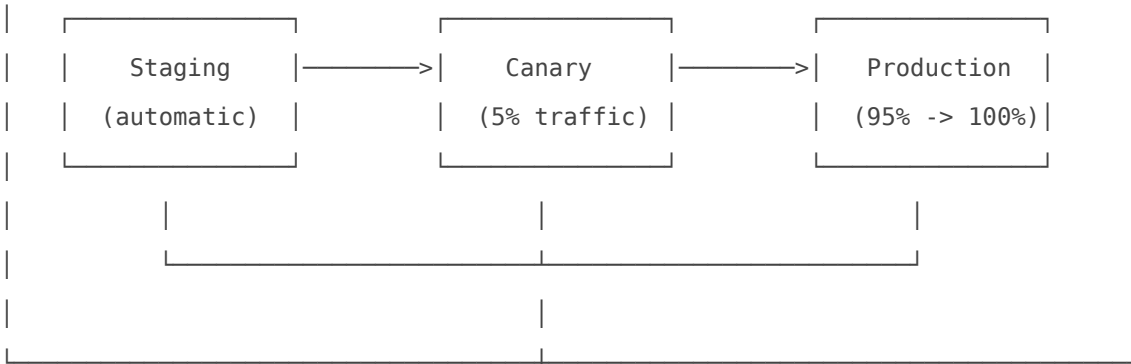 Staging Canary Production
(automatic) (5% traffic) (95% -> 100%)